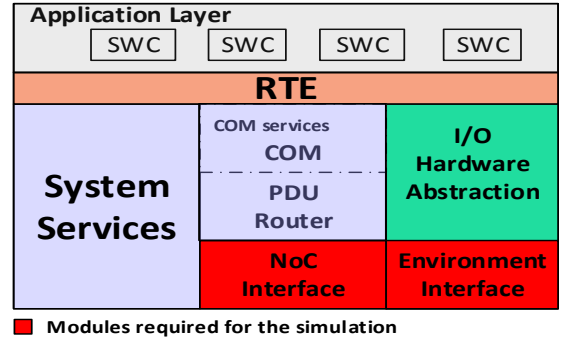 Application Layer
SWC SWC SWC SWC
RTE
System
Services
COM services
COM
PDU
Router
I/O
Hardware
Abstraction
NoC
Interface
Environment
Interface
Modules required for the simulation